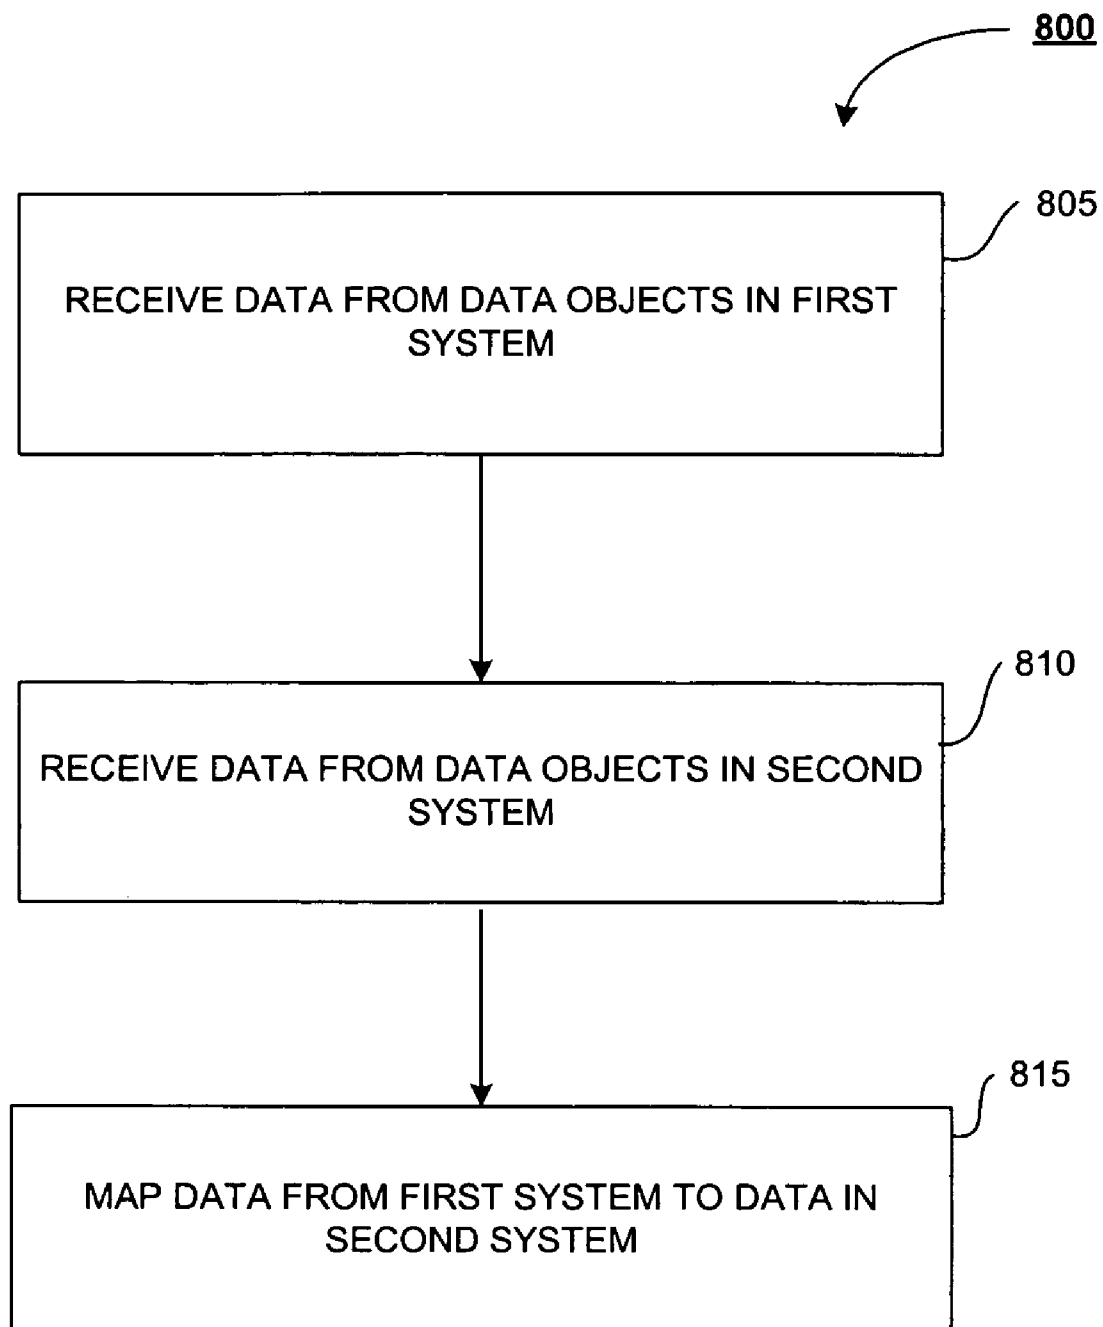 800
805
RECEIVE DATA FROM DATA OBJECTS IN FIRST
SYSTEM
810
RECEIVE DATA FROM DATA OBJECTS IN SECOND
SYSTEM
815
MAP DATA FROM FIRST SYSTEM TO DATA IN
SECOND SYSTEM